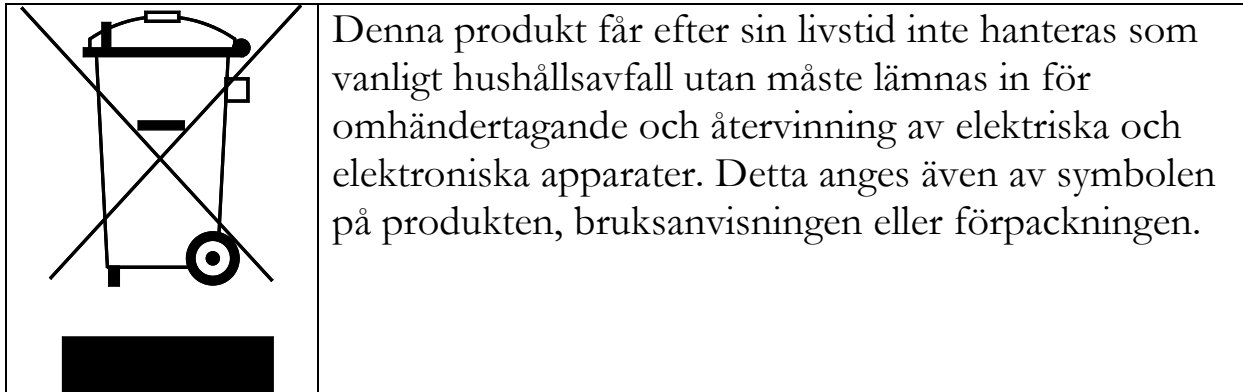 Denna produkt får efter sin livstid inte hanteras som
vanligt hushållsavfall utan måste lämnas in för
omhändertagande och återvinning av elektriska och
elektroniska apparater. Detta anges även av symbolen
på produkten, bruksanvisningen eller förpackningen.